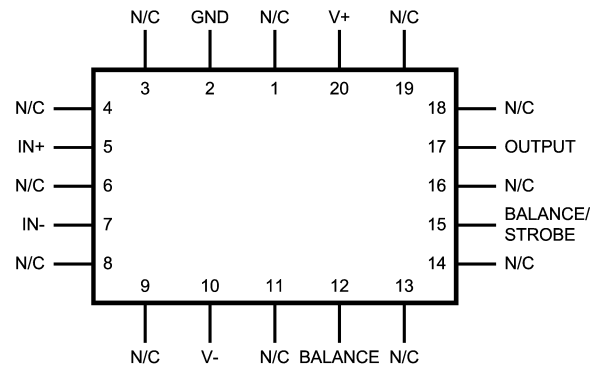 N/C GND N/C V+ N/C
3 2 1 20 19
N/C 4 18 N/C
IN+ 5 17 OUTPUT
N/C 6 16 N/C
IN- 7 15 BALANCE/
STROBE
N/C 8 14 N/C
9 10 11 12 13
N/C V- N/C BALANCE N/C